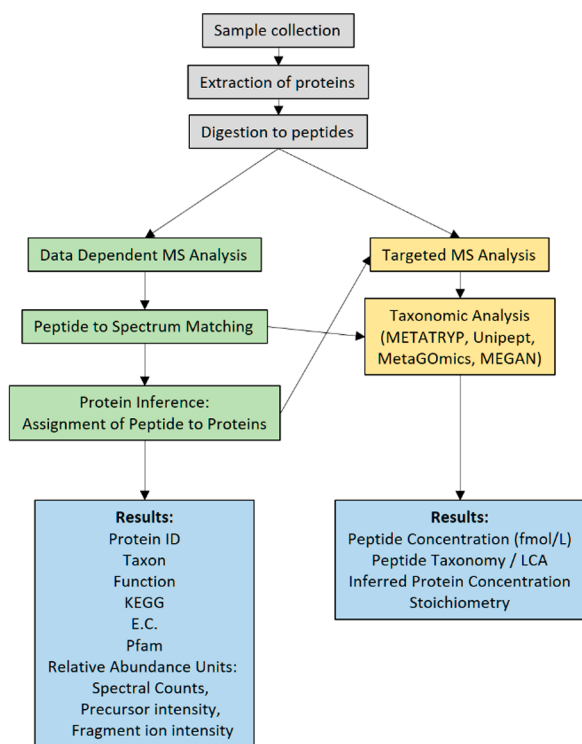 Sample collection
Extraction of proteins
Digestion to peptides
Data Dependent MS Analysis
Targeted MS Analysis
Peptide to Spectrum Matching
Taxonomic Analysis
(METATRYP, Unipept,
MetaGOmics, MEGAN)
Protein Inference:
Assignment of Peptide to Proteins
Results:
Protein ID
Taxon
Function
KEGG
E.C.
Pfam
Relative Abundance Units:
Spectral Counts,
Precursor intensity,
Fragment ion intensity
Results:
Peptide Concentration (fmol/L)
Peptide Taxonomy / LCA
Inferred Protein Concentration
Stoichiometry